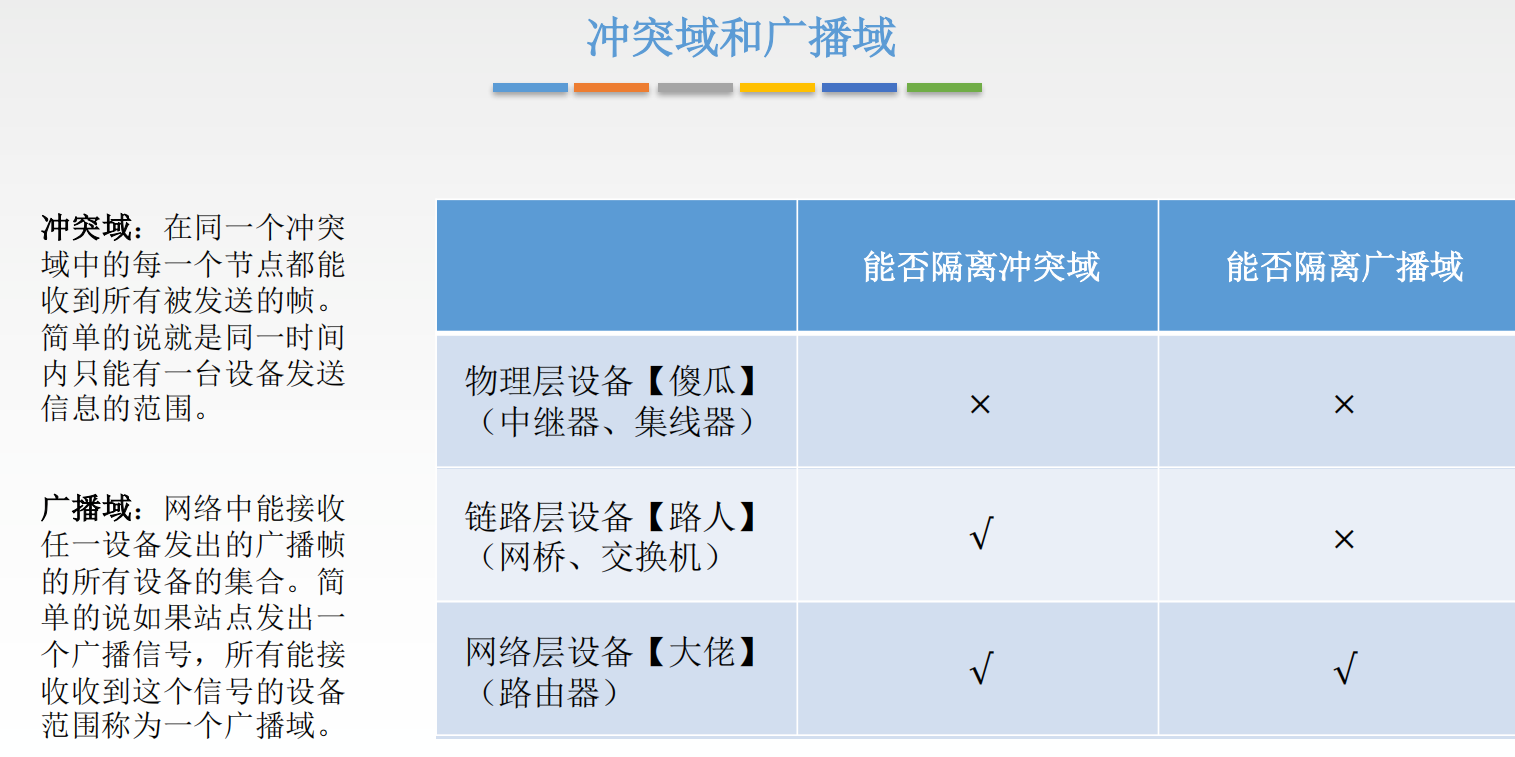 冲突域和广播域
冲突域：在同一个冲突
域中的每一个节点都能
收到所有被发送的帧。
简单的说就是同一时间
内只能有一台设备发送
信息的范围。
广播域：网络中能接收
任一设备发出的广播帧
的所有设备的集合。简
单的说如果站点发出一
个广播信号，所有能接
收收到这个信号的设备
范围称为一个广播域。
能否隔离冲突域 能否隔离广播域
物理层设备【傻瓜】
（中继器、集线器）
× ×
链路层设备【路人】
（网桥、交换机）
√ ×
网络层设备【大佬】
（路由器）
√ √